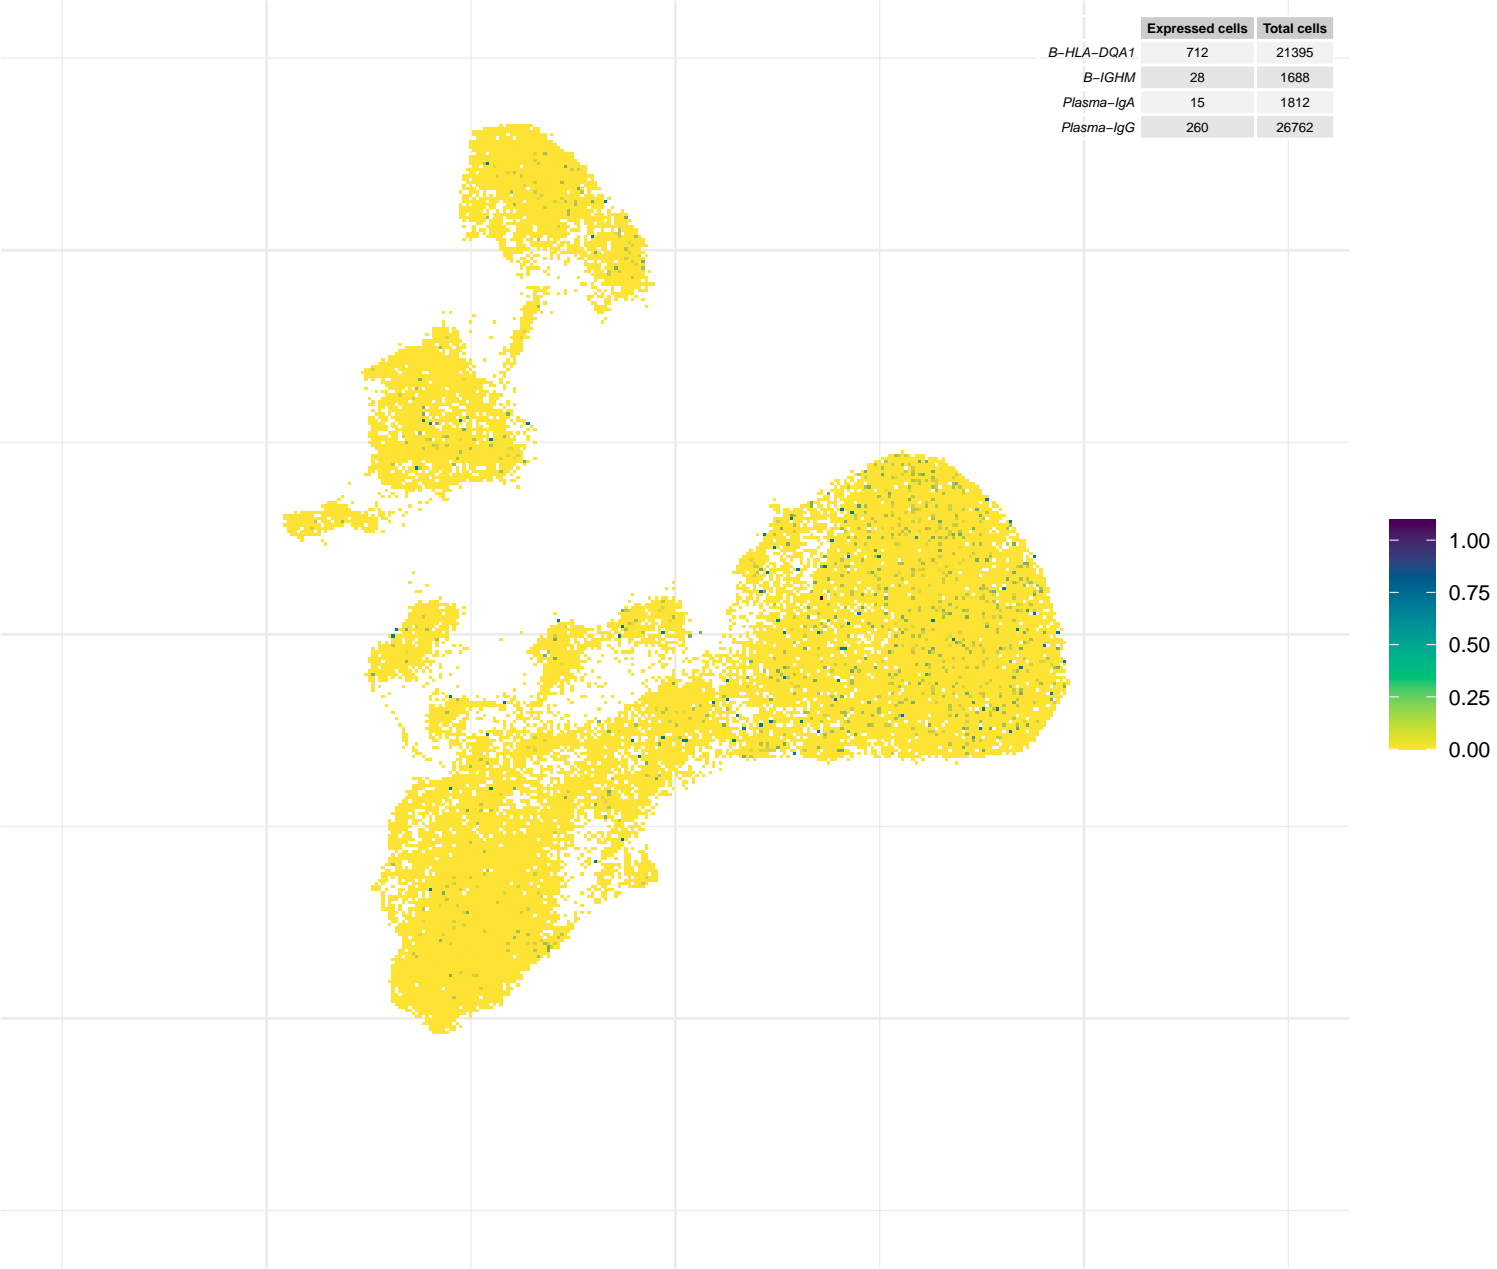 Expressed cells Total cells
B−HLA−DQA1 712 21395
B−IGHM 28 1688
Plasma−IgA 15 1812
Plasma−IgG 260 26762
1.00
0.75
0.50
0.25
0.00